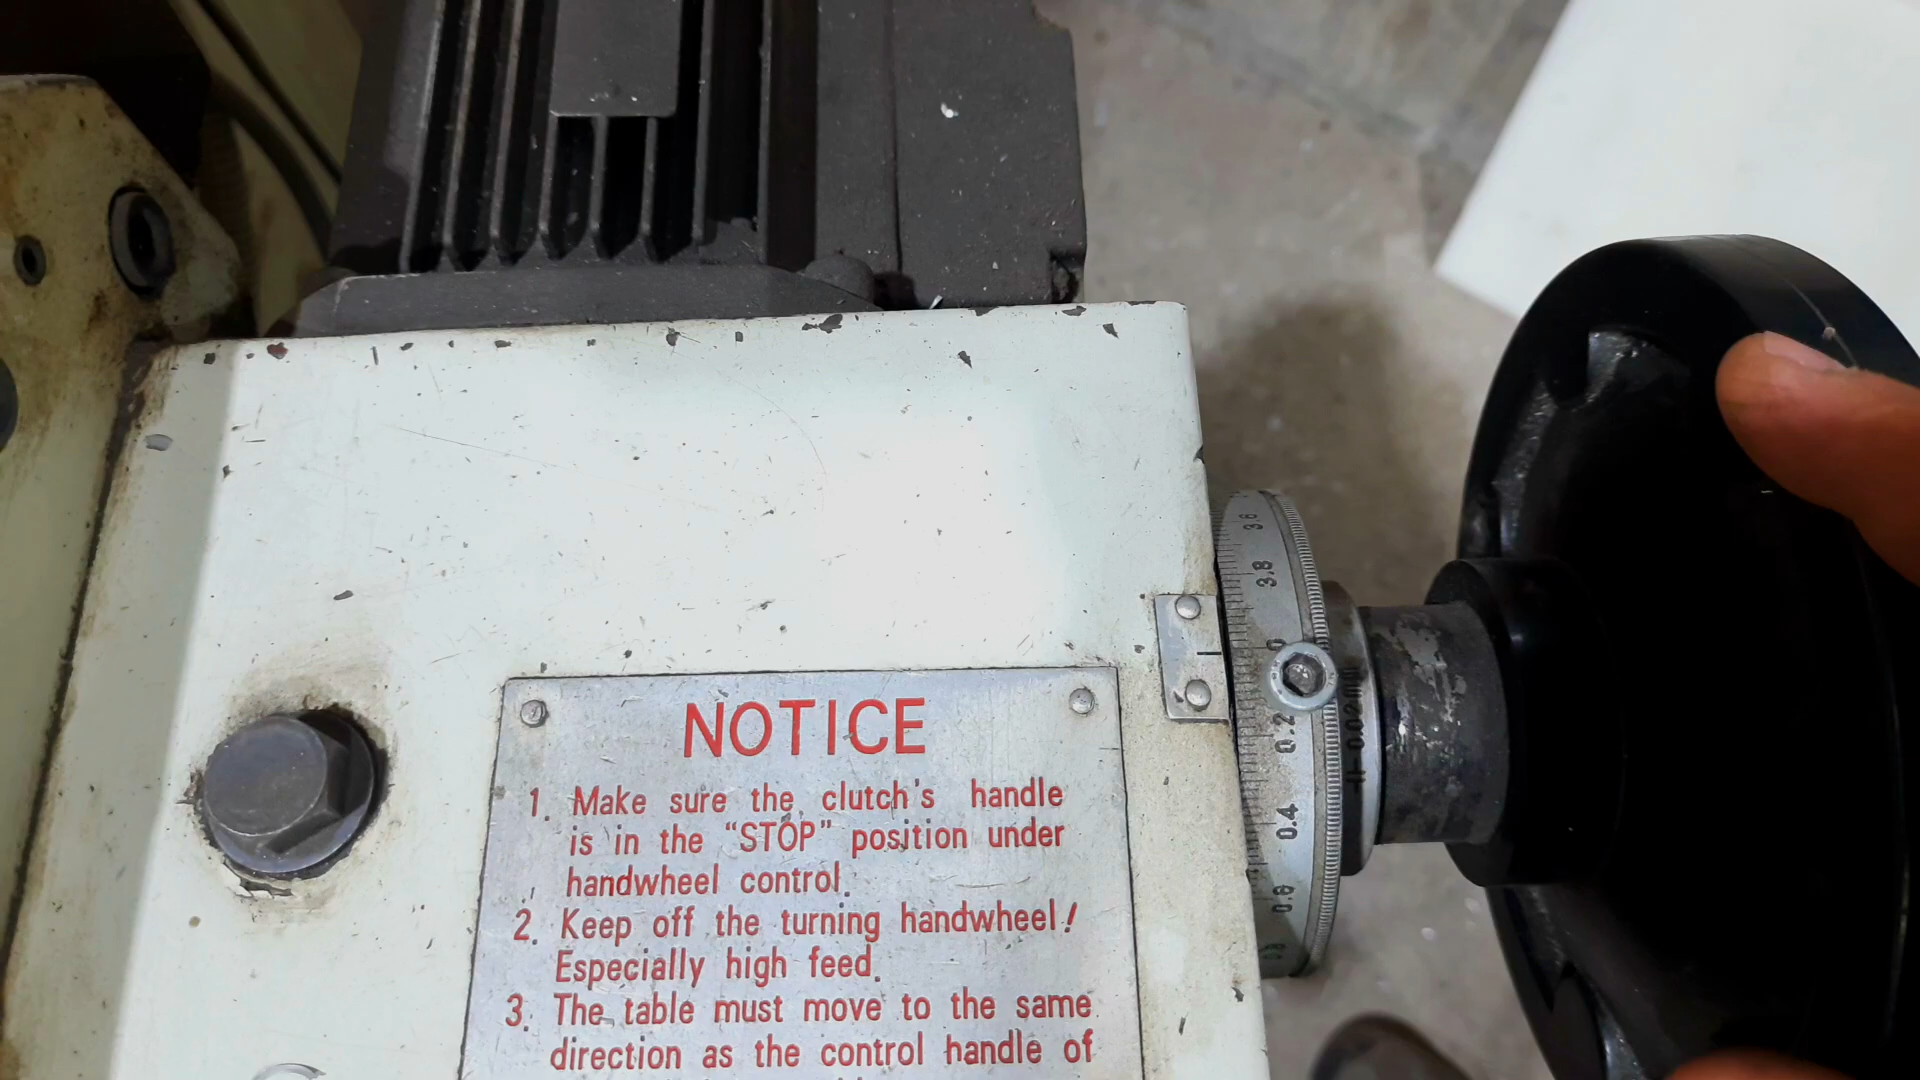 NOTICE
1. Make sure the clutch's handle
is in the "STOP" position under
handwheel control.
2. Keep off the turning handwheel!
Especially high feed.
3. The table must move to the same
direction as the control handle of
3.6
3.8
0
0.2
0.4